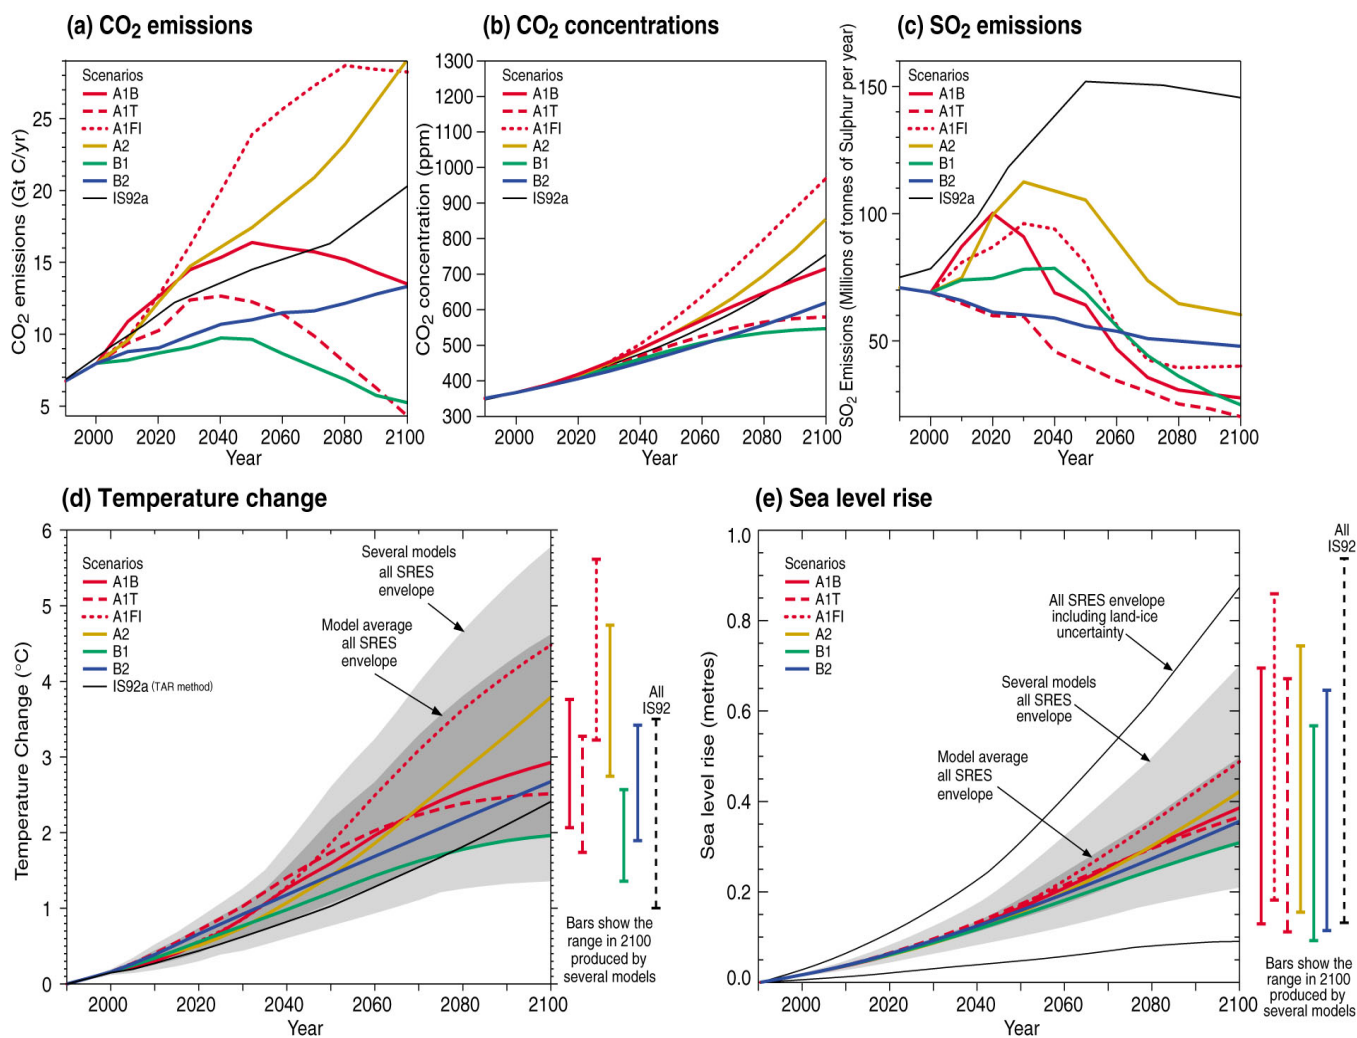 (a) CO2 emissions
CO2 emissions (Gt C/yr)
25
20
15
10
5
Scenarios
A1B
A1T
A1FI
A2
B1
B2
IS92a
2000 2020 2040 2060 2080 2100
Year
(b) CO2 concentrations
CO2 concentration (ppm)
1300
1200
1100
1000
900
800
700
600
500
400
300
Scenarios
A1B
A1T
A1FI
A2
B1
B2
IS92a
2000 2020 2040 2060 2080 2100
Year
(c) SO2 emissions
SO2 Emissions (Millions of tonnes of Sulphur per year)
150
100
50
Scenarios
A1B
A1T
A1FI
A2
B1
B2
IS92a
2000 2020 2040 2060 2080 2100
Year
(d) Temperature change
Temperature Change (°C)
6
5
4
3
2
1
0
Scenarios
A1B
A1T
A1FI
A2
B1
B2
IS92a (TAR method)
Several models
all SRES
envelope
Model average
all SRES
envelope
All
IS92
Bars show the
range in 2100
produced by
several models
2000 2020 2040 2060 2080 2100
Year
(e) Sea level rise
Sea level rise (metres)
1.0
0.8
0.6
0.4
0.2
0.0
Scenarios
A1B
A1T
A1FI
A2
B1
B2
All SRES envelope
including land-ice
uncertainty
Several models
all SRES
envelope
Model average
all SRES
envelope
All
IS92
Bars show the
range in 2100
produced by
several models
2000 2020 2040 2060 2080 2100
Year